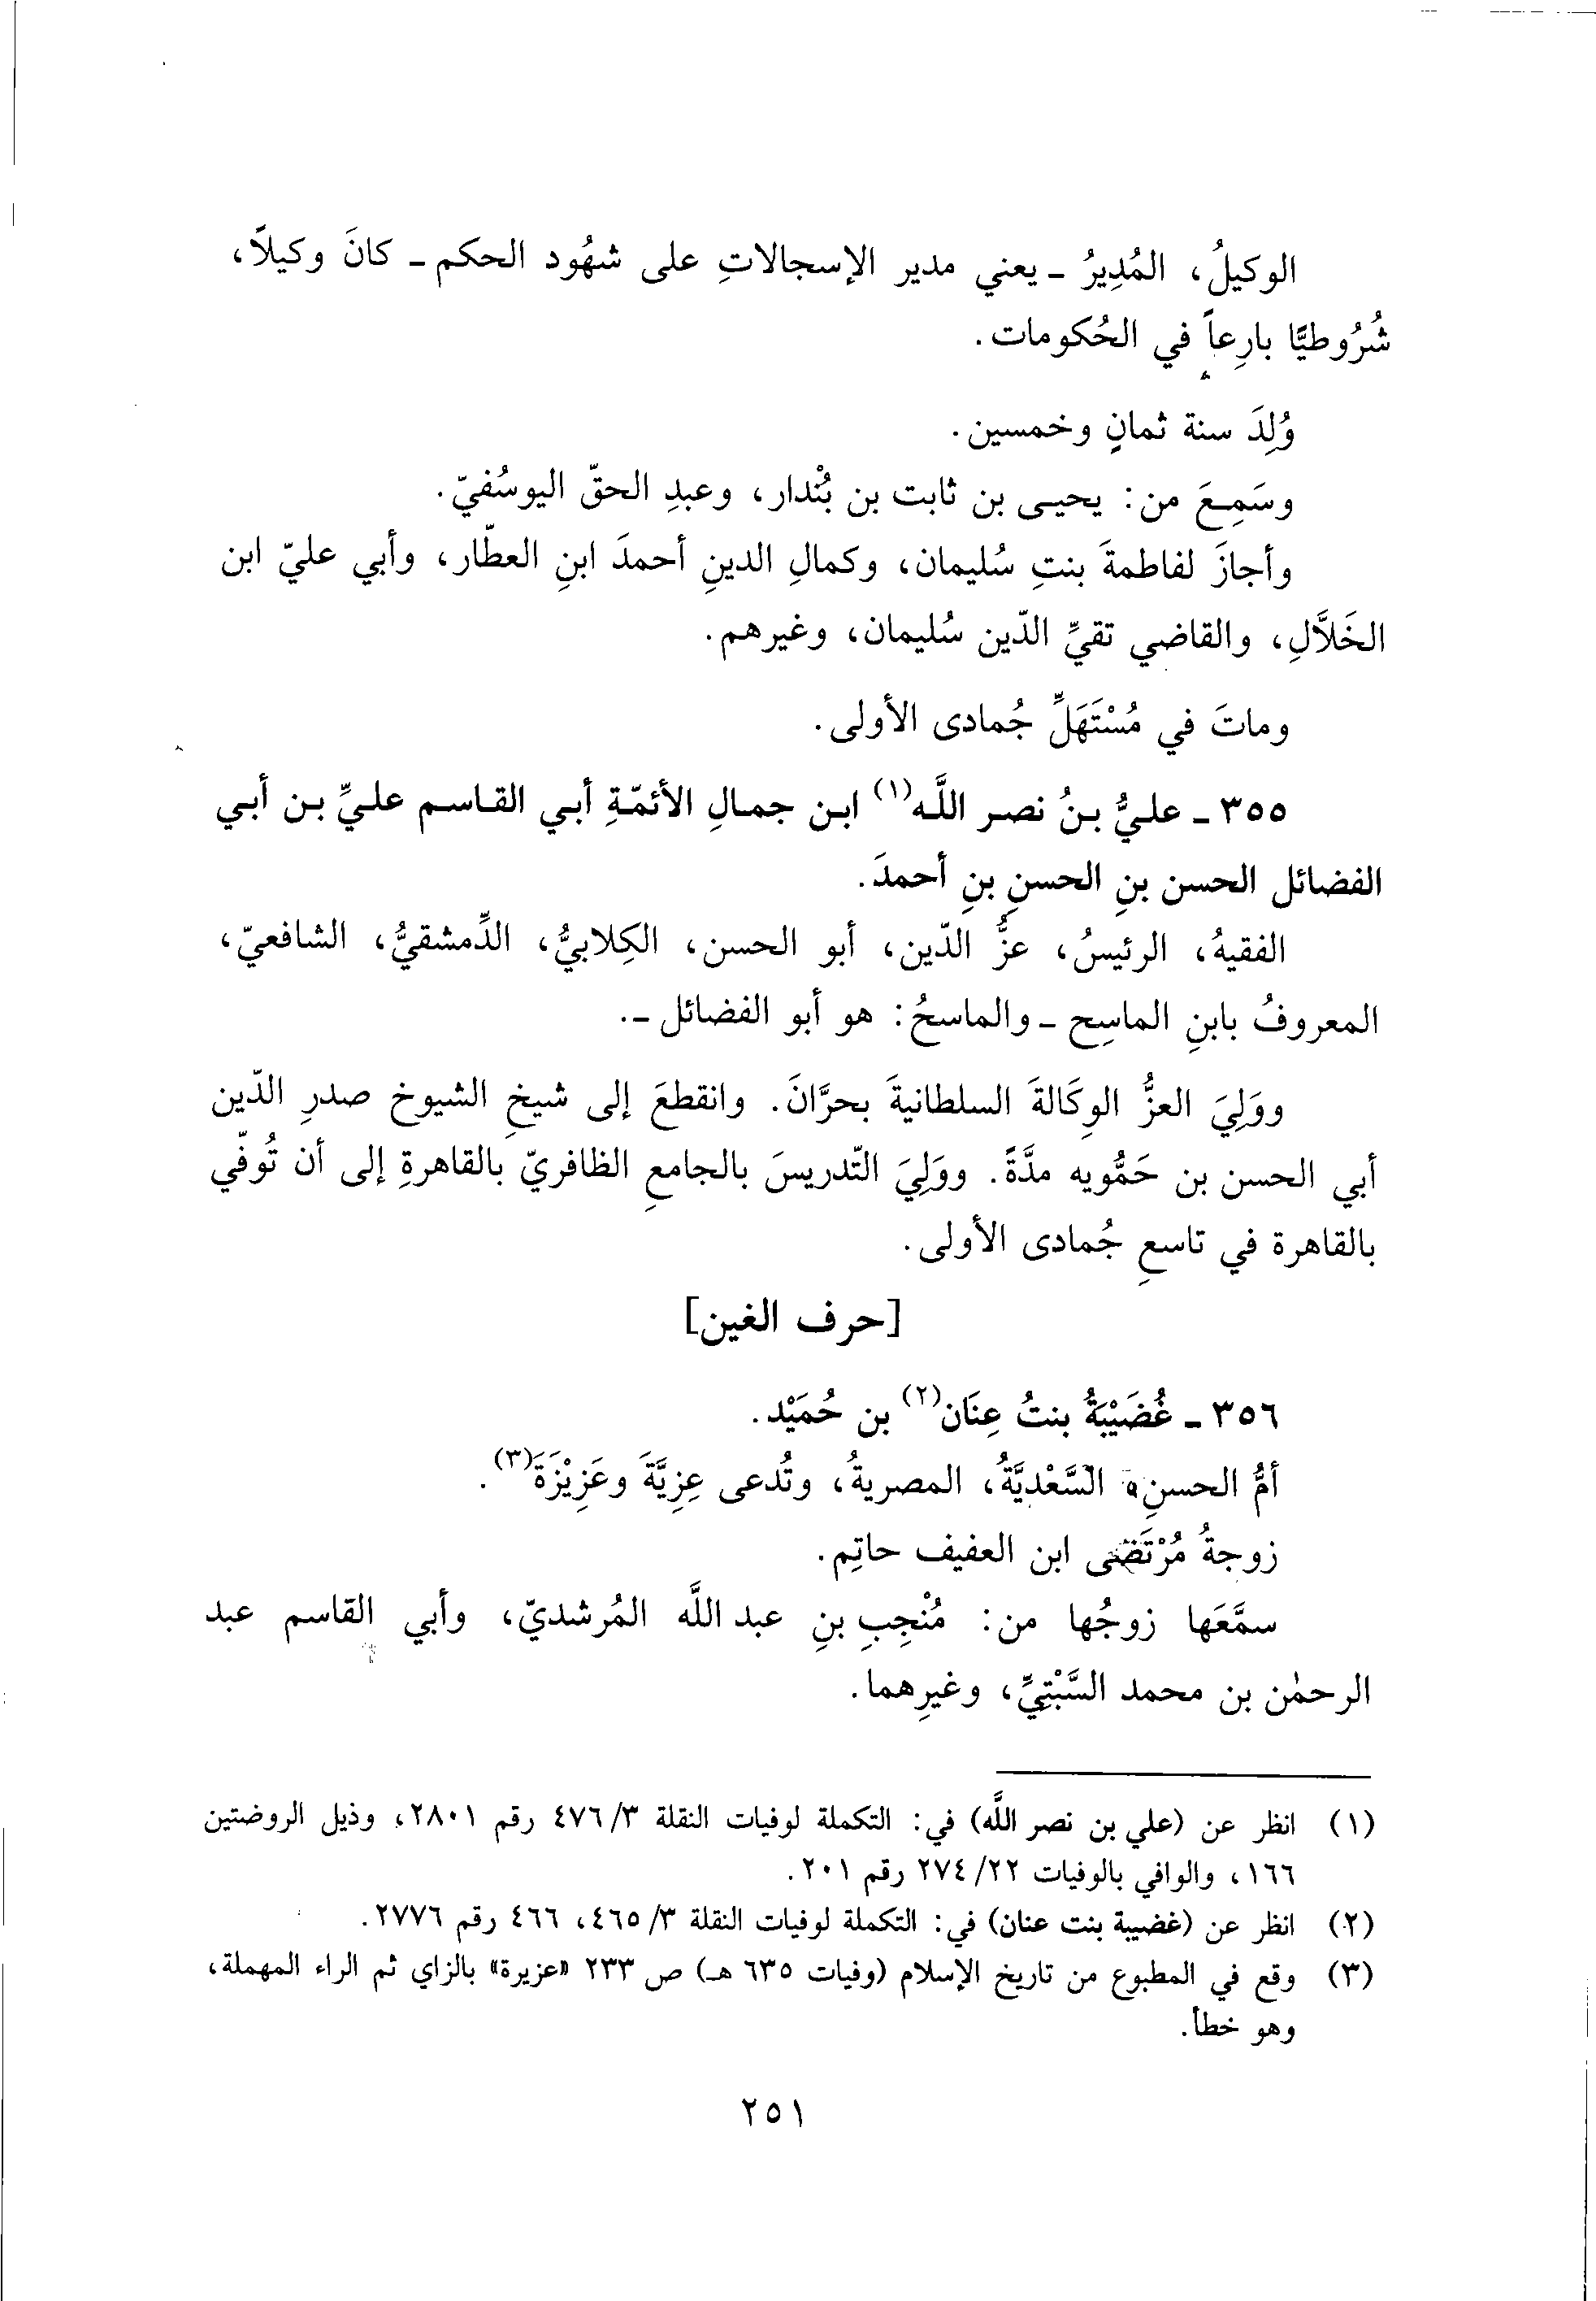 الوكيلُ، المُدِيرُ ـ يعني مدير الإسجالاتِ على شهُود الحكم ـ كانَ وكيلاً،
شُرُوطيًّا بارِعاً في الحُكومات.
وُلِدَ سنة ثمانٍ وخمسين.
وسَمِعَ من: يحيى بن ثابت بن بُنْدار، وعبدِ الحقّ اليوسُفيّ.
وأجازَ لفاطمةَ بنتِ سُليمان، وكمالِ الدينِ أحمدَ ابنِ العطّار، وأبي عليّ ابن
الخَلاَّلِ، والقاضي تقيِّ الدّين سُليمان، وغيرهم.
وماتَ في مُسْتَهَلِّ جُمادى الأولى.
٣٥٥ ـ عليُّ بنُ نصر اللَّه(١) ابن جمالِ الأئمّةِ أبي القاسم عليِّ بن أبي
الفضائل الحسن بنِ الحسنِ بنِ أحمدَ.
الفقيهُ، الرئيسُ، عزُّ الدّين، أبو الحسن، الكِلابيُّ، الدِّمشقيُّ، الشافعيّ،
المعروفُ بابنِ الماسِح ـ والماسحُ: هو أبو الفضائل ـ.
ووَلِيَ العزُّ الوِكَالةَ السلطانيةَ بحرَّانَ. وانقطعَ إلى شيخِ الشيوخ صدرِ الدّين
أبي الحسن بن حَمُّويه مدَّةً. ووَلِيَ التّدريسَ بالجامعِ الظافريّ بالقاهرةِ إلى أن تُوفّي
بالقاهرة في تاسعِ جُمادى الأولى.
[حرف الغين]
٣٥٦ ـ غُضَيْبَةُ بنتُ عِنَان(٢) بن حُمَيْد.
أمُّ الحسنِ، السَّعْديَّةُ، المصريةُ، وتُدعى عِزِيَّةَ وعَزِيْزَةَ(٣).
زوجةُ مُرْتَضَى ابن العفيف حاتِم.
سمَّعَها زوجُها من: مُنْجِبِ بنِ عبد اللَّه المُرشديّ، وأبي القاسم عبد
الرحمٰن بن محمد السَّبْتِيِّ، وغيرِهما.
(١) انظر عن (علي بن نصر اللَّه) في: التكملة لوفيات النقلة ٣/ ٤٧٦ رقم ٢٨٠١، وذيل الروضتين
١٦٦، والوافي بالوفيات ٢٢/ ٢٧٤ رقم ٢٠١.
(٢) انظر عن (غضيبة بنت عنان) في: التكملة لوفيات النقلة ٣/ ٤٦٥، ٤٦٦ رقم ٢٧٧٦.
(٣) وقع في المطبوع من تاريخ الإسلام (وفيات ٦٣٥ هـ) ص ٢٣٣ «عزيرة» بالزاي ثم الراء المهملة،
وهو خطأ.
٢٥١